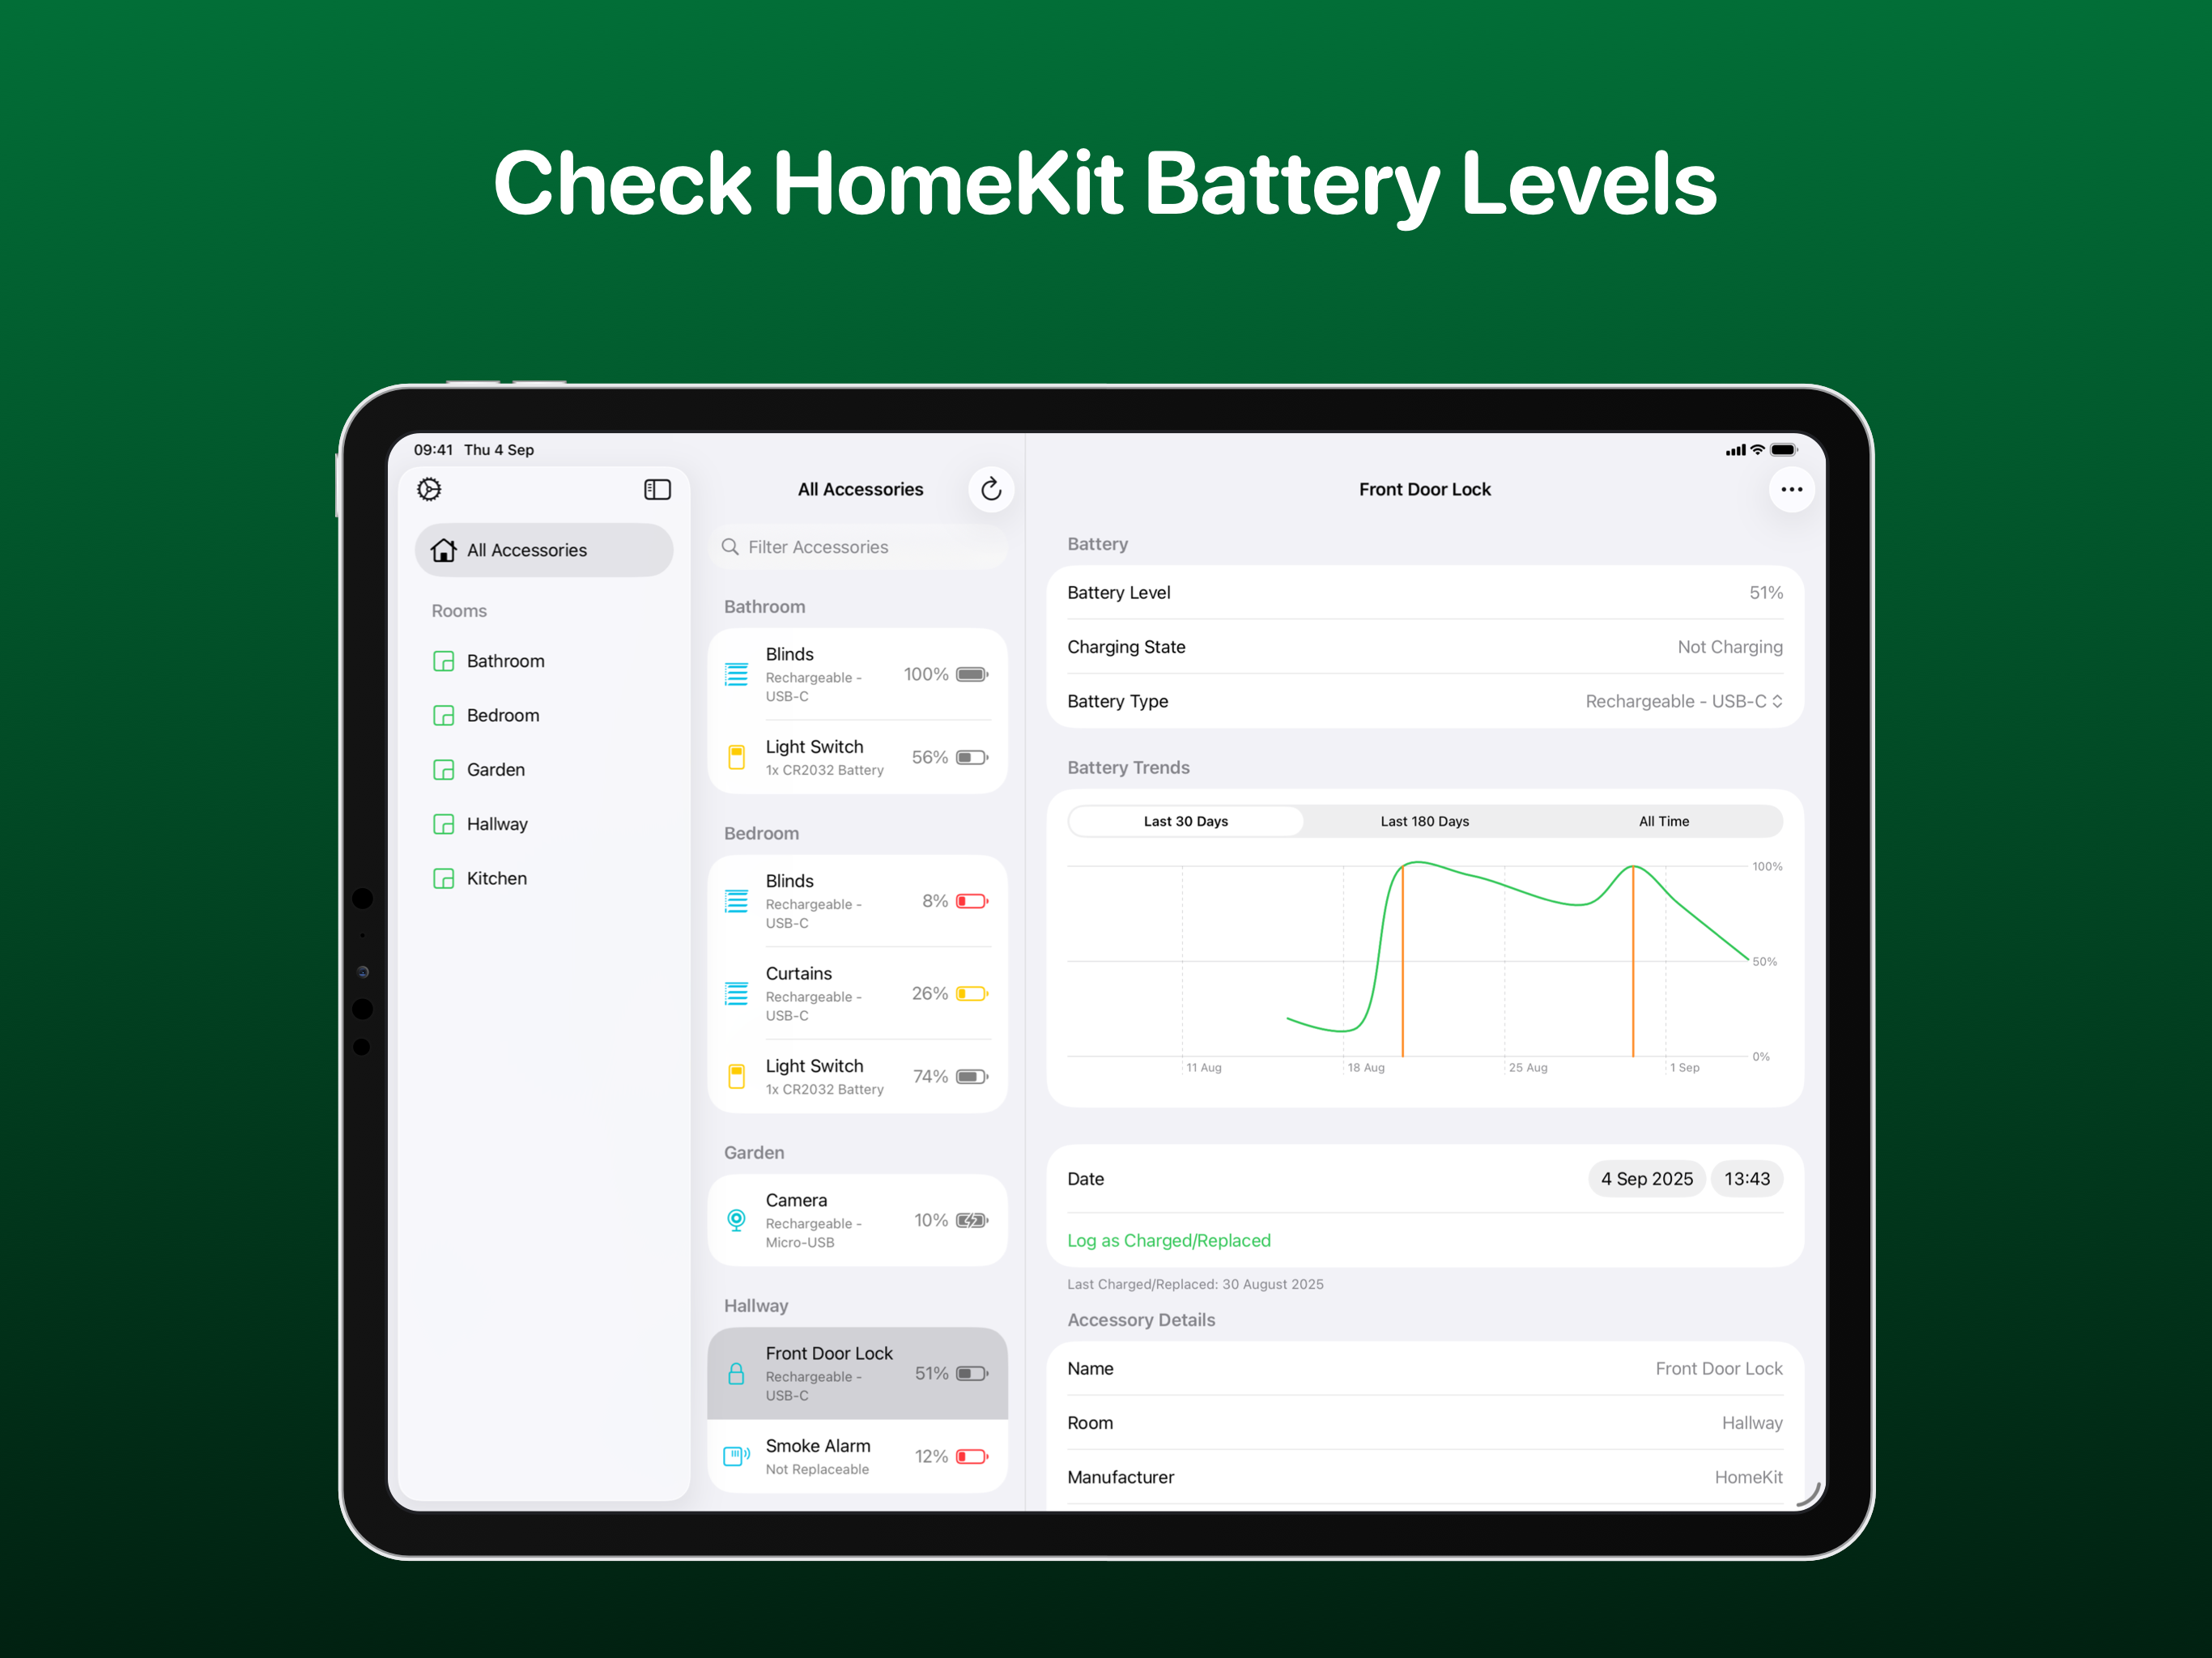 Check HomeKit Battery Levels
09:41 Thu 4 Sep
All Accessories
Rooms
Bathroom
Bedroom
Garden
Hallway
Kitchen
All Accessories
Filter Accessories
Bathroom
Blinds
Rechargeable -
USB-C
100%
Light Switch
1x CR2032 Battery
56%
Bedroom
Blinds
Rechargeable -
USB-C
8%
Curtains
Rechargeable -
USB-C
26%
Light Switch
1x CR2032 Battery
74%
Garden
Camera
Rechargeable -
Micro-USB
10%
Hallway
Front Door Lock
Rechargeable -
USB-C
51%
Smoke Alarm
Not Replaceable
12%
Front Door Lock
Battery
Battery Level 51%
Charging State Not Charging
Battery Type Rechargeable - USB-C
Battery Trends
Last 30 Days Last 180 Days All Time
100%
50%
0%
11 Aug 18 Aug 25 Aug 1 Sep
Date 4 Sep 2025 13:43
Log as Charged/Replaced
Last Charged/Replaced: 30 August 2025
Accessory Details
Name Front Door Lock
Room Hallway
Manufacturer HomeKit